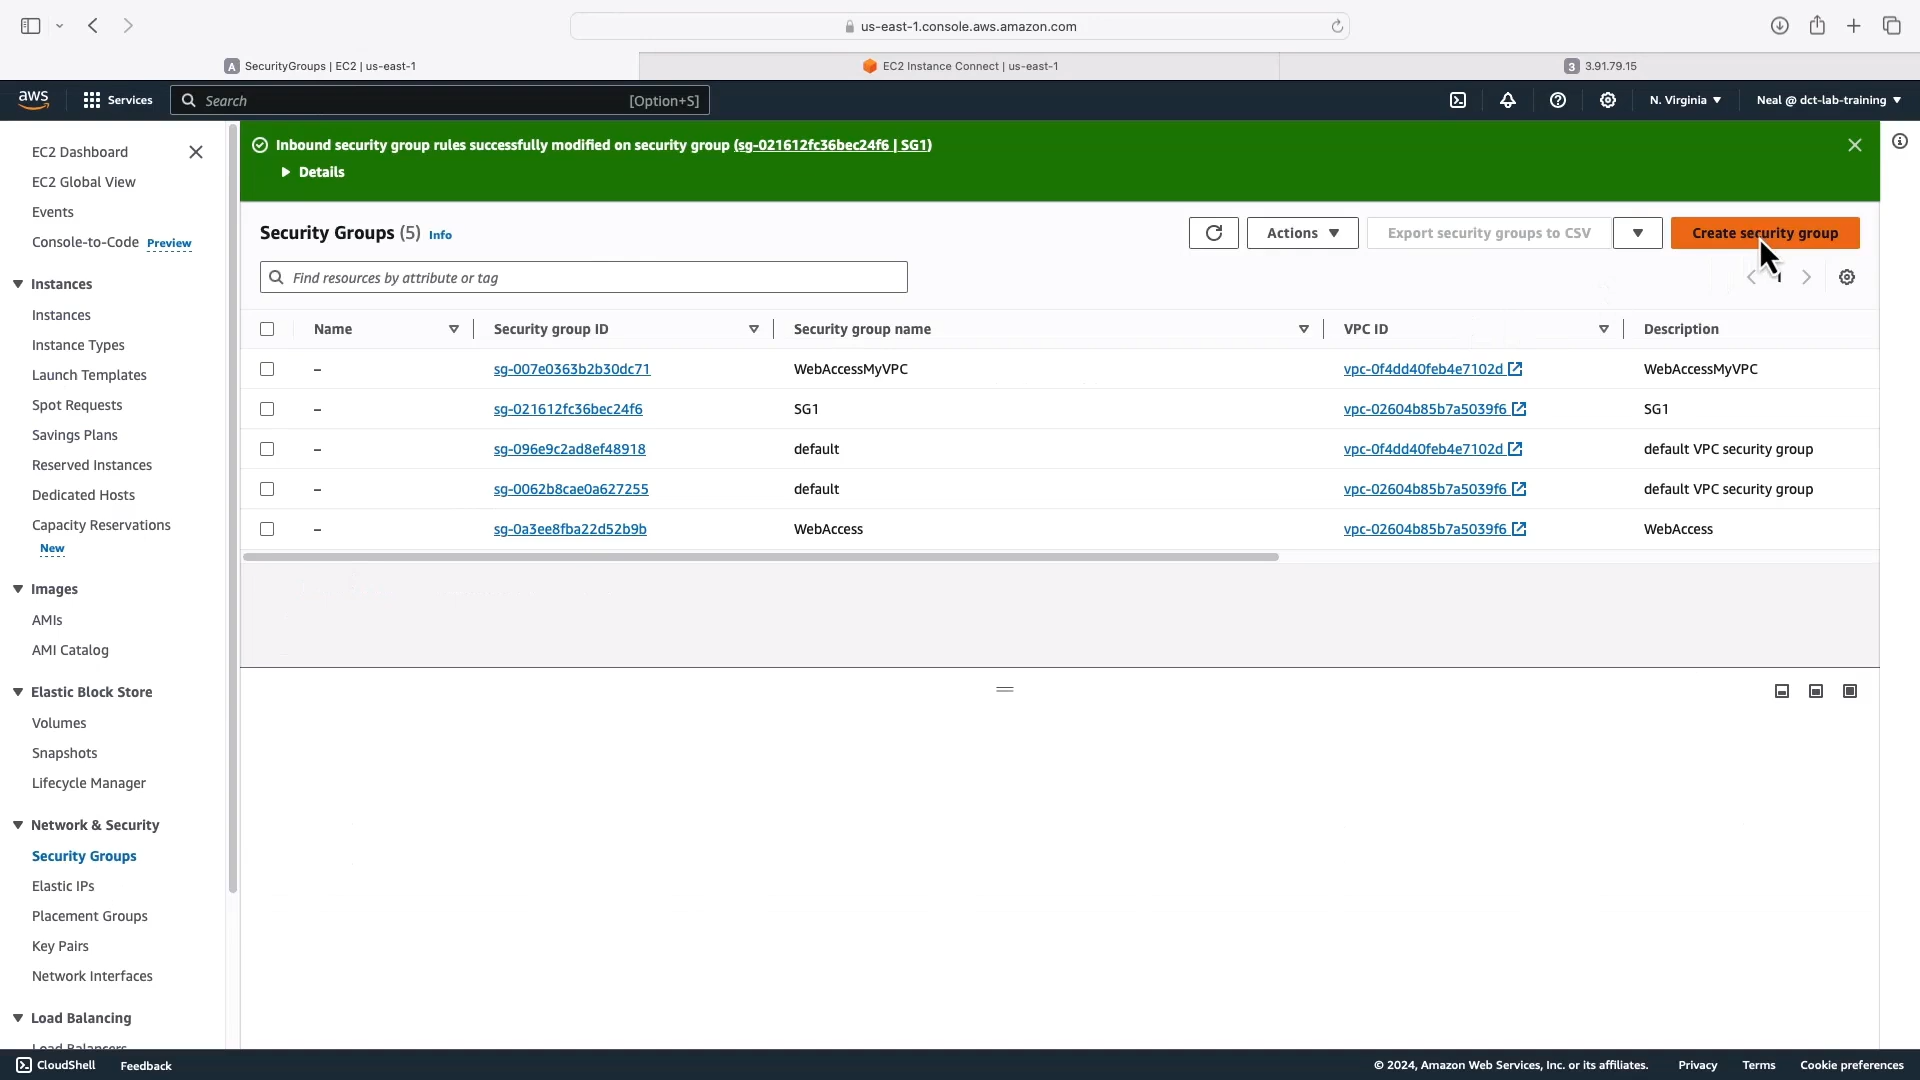 us-east-1.console.aws.amazon.com
A SecurityGroups | EC2 | us-east-1
EC2 Instance Connect | us-east-1
3 3.91.79.15
aws
Services
Search
[Option+S]
N. Virginia
Neal @ dct-lab-training
EC2 Dashboard
EC2 Global View
Events
Console-to-Code Preview
Instances
Instances
Instance Types
Launch Templates
Spot Requests
Savings Plans
Reserved Instances
Dedicated Hosts
Capacity Reservations
New
Images
AMIs
AMI Catalog
Elastic Block Store
Volumes
Snapshots
Lifecycle Manager
Network & Security
Security Groups
Elastic IPs
Placement Groups
Key Pairs
Network Interfaces
Load Balancing
Load Balancers
Inbound security group rules successfully modified on security group (sg-021612fc36bec24f6 | SG1)
Details
Security Groups (5) Info
Actions
Export security groups to CSV
Create security group
Find resources by attribute or tag
1
Name Security group ID Security group name VPC ID Description
– sg-007e0363b2b30dc71 WebAccessMyVPC vpc-0f4dd40feb4e7102d WebAccessMyVPC
– sg-021612fc36bec24f6 SG1 vpc-02604b85b7a5039f6 SG1
– sg-096e9c2ad8ef48918 default vpc-0f4dd40feb4e7102d default VPC security group
– sg-0062b8cae0a627255 default vpc-02604b85b7a5039f6 default VPC security group
– sg-0a3ee8fba22d52b9b WebAccess vpc-02604b85b7a5039f6 WebAccess
CloudShell
Feedback
© 2024, Amazon Web Services, Inc. or its affiliates.
Privacy
Terms
Cookie preferences